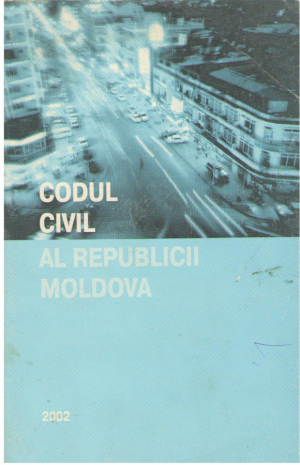 CODUL
CIVIL
AL REPUBLICII
MOLDOVA
2002